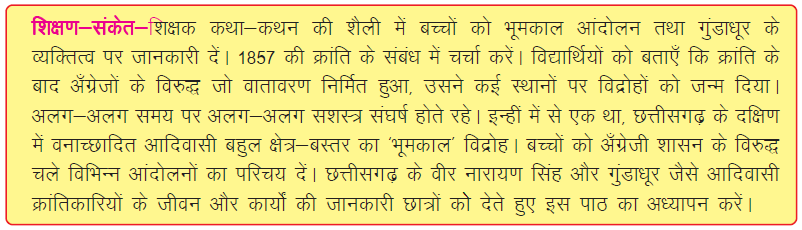 शिक्षण–संकेत–शिक्षक कथा–कथन की शैली में बच्चों को भूमकाल आंदोलन तथा गुंडाधूर के
व्यक्तित्व पर जानकारी दें। 1857 की क्रांति के संबंध में चर्चा करें। विद्यार्थियों को बताएँ कि क्रांति के
बाद अँग्रेजों के विरुद्ध जो वातावरण निर्मित हुआ, उसने कई स्थानों पर विद्रोहों को जन्म दिया।
अलग–अलग समय पर अलग–अलग सशस्त्र संघर्ष होते रहे। इन्हीं में से एक था, छत्तीसगढ़ के दक्षिण
में वनाच्छादित आदिवासी बहुल क्षेत्र–बस्तर का 'भूमकाल' विद्रोह। बच्चों को अँग्रेजी शासन के विरुद्ध
चले विभिन्न आंदोलनों का परिचय दें। छत्तीसगढ़ के वीर नारायण सिंह और गुंडाधूर जैसे आदिवासी
क्रांतिकारियों के जीवन और कार्यों की जानकारी छात्रों को देते हुए इस पाठ का अध्यापन करें।